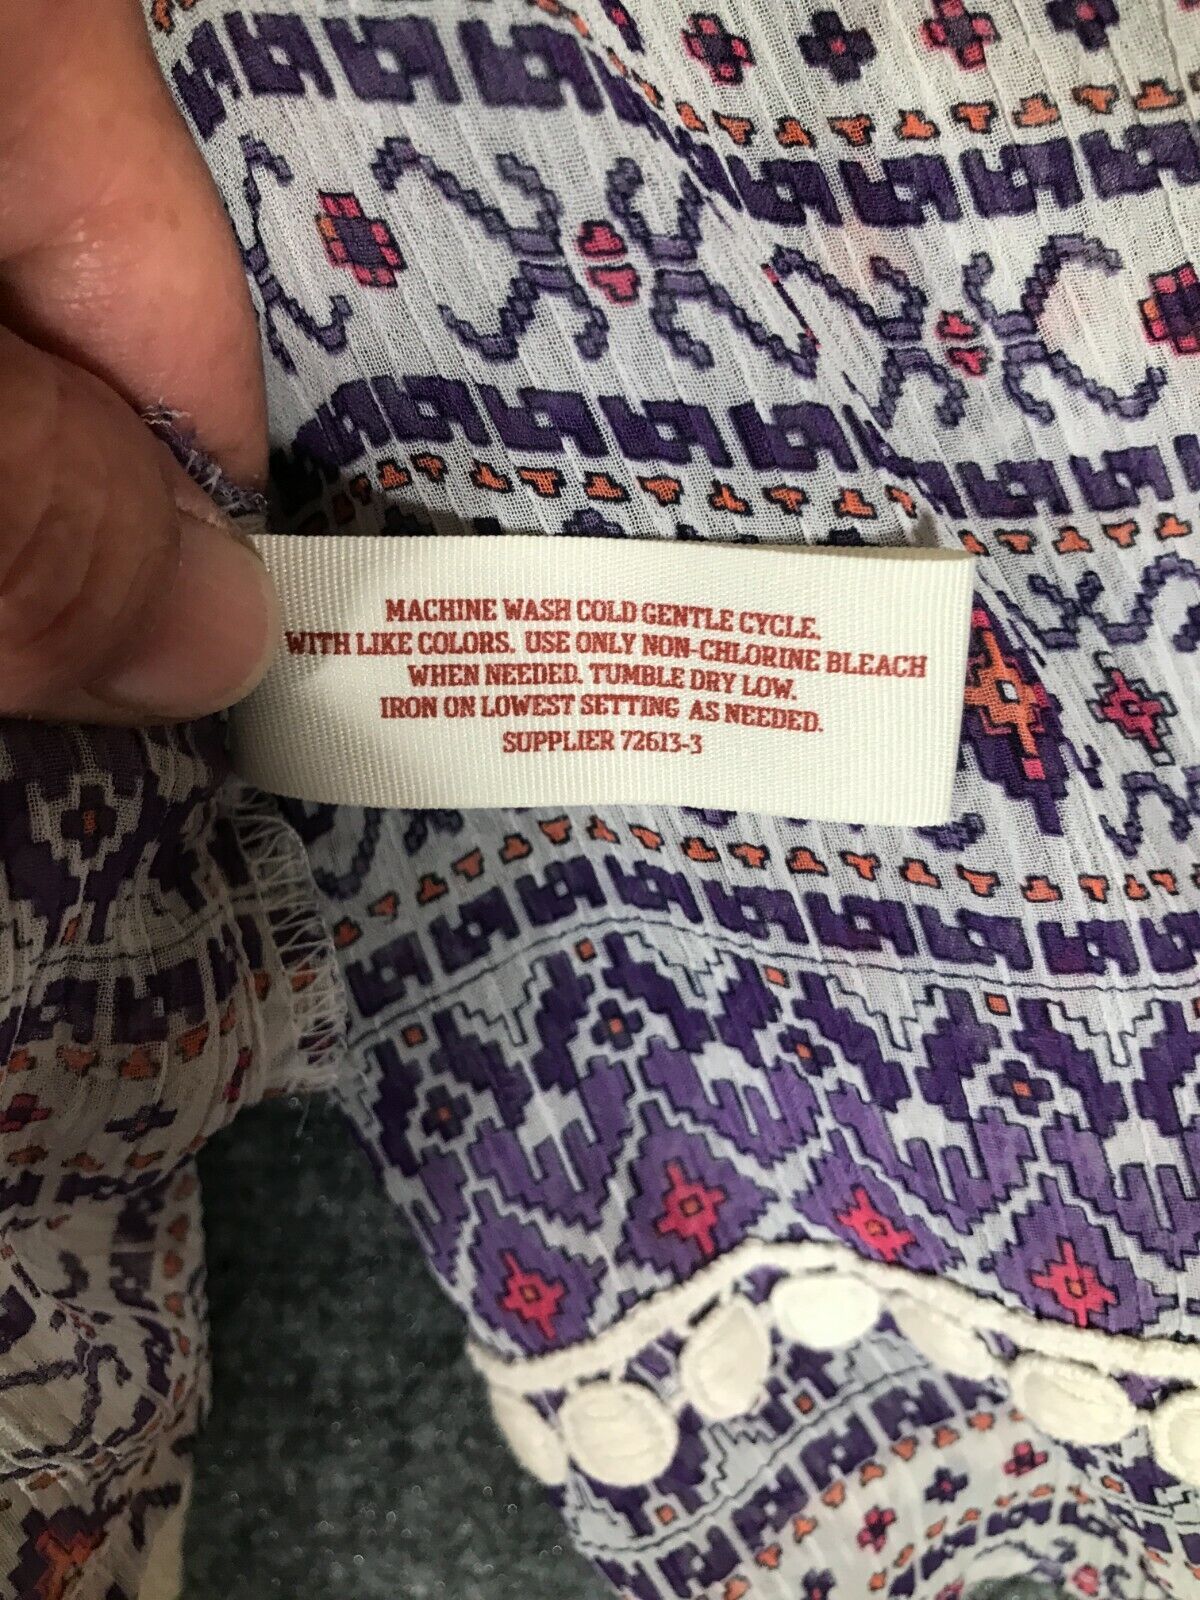 MACHINE WASH COLD GENTLE CYCLE.
WITH LIKE COLORS. USE ONLY NON-CHLORINE BLEACH
WHEN NEEDED. TUMBLE DRY LOW.
IRON ON LOWEST SETTING AS NEEDED.
SUPPLIER 72613-3